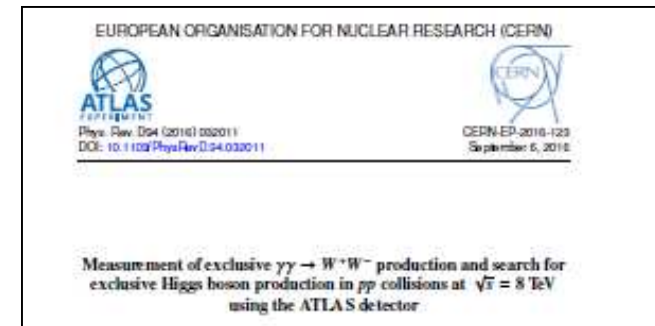 EUROPEAN ORGANISATION FOR NUCLEAR RESEARCH (CERN)
ATLAS
EXPERIMENT
CERN
Phys. Rev. D94 (2016) 032011
DOI: 10.1103/PhysRevD.94.032011
CERN-EP-2016-123
September 6, 2016
Measurement of exclusive γγ → W⁺W⁻ production and search for
exclusive Higgs boson production in pp collisions at √s = 8 TeV
using the ATLAS detector